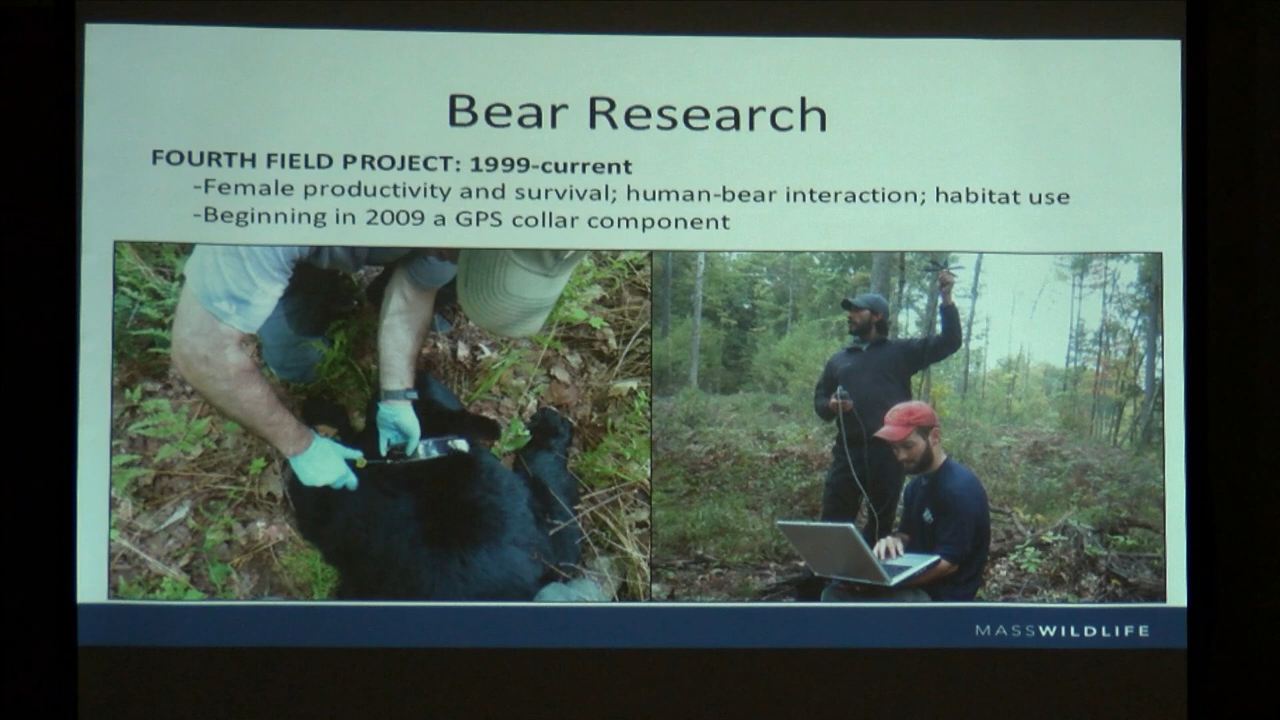 Bear Research
FOURTH FIELD PROJECT: 1999-current
-Female productivity and survival; human-bear interaction; habitat use
-Beginning in 2009 a GPS collar component
MASSWILDLIFE